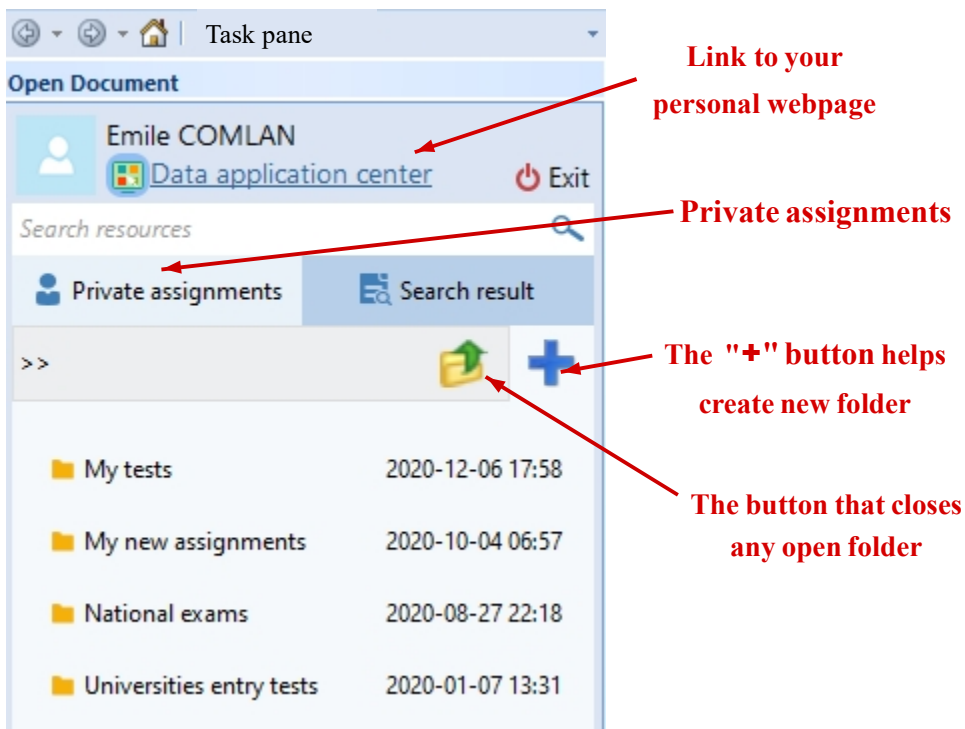 Task pane
Open Document
Link to your
personal webpage
Emile COMLAN
Data application center
Exit
Search resources
Private assignments
Private assignments
Search result
>>
The "+" button helps
create new folder
My tests 2020-12-06 17:58
The button that closes
any open folder
My new assignments 2020-10-04 06:57
National exams 2020-08-27 22:18
Universities entry tests 2020-01-07 13:31